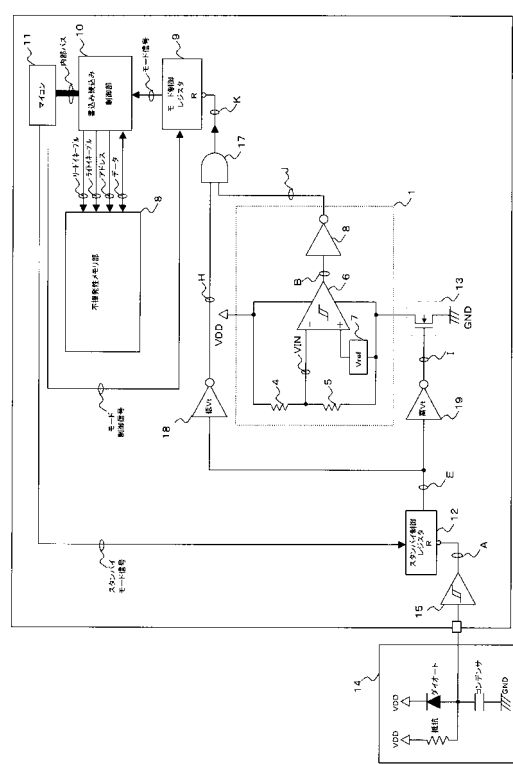 11
マイコン
内部バス
10
書込み読込み
制御部
9
モード信号
モード制御
レジスタ
R
K
17
リードイネーブル
ライトイネーブル
アドレス
データ
不揮発性メモリ部
8
モード
制御信号
H
J
1
VDD
18
低Vt
4
5
VIN
B
6
8
7
Vref
13
GND
I
高Vt
19
E
スタンバイ
モード信号
スタンバイ制御
レジスタ
R
12
A
15
14
VDD
VDD
ダイオード
抵抗
コンデンサ
GND